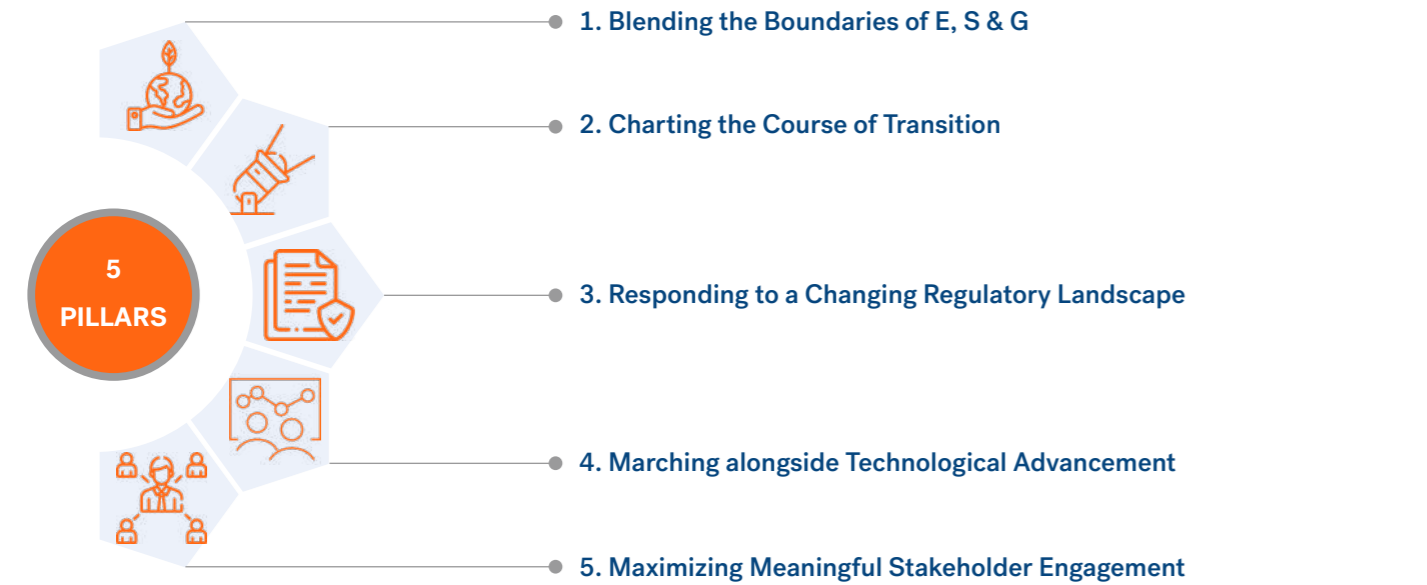 1. Blending the Boundaries of E, S & G
2. Charting the Course of Transition
5
PILLARS
3. Responding to a Changing Regulatory Landscape
4. Marching alongside Technological Advancement
5. Maximizing Meaningful Stakeholder Engagement